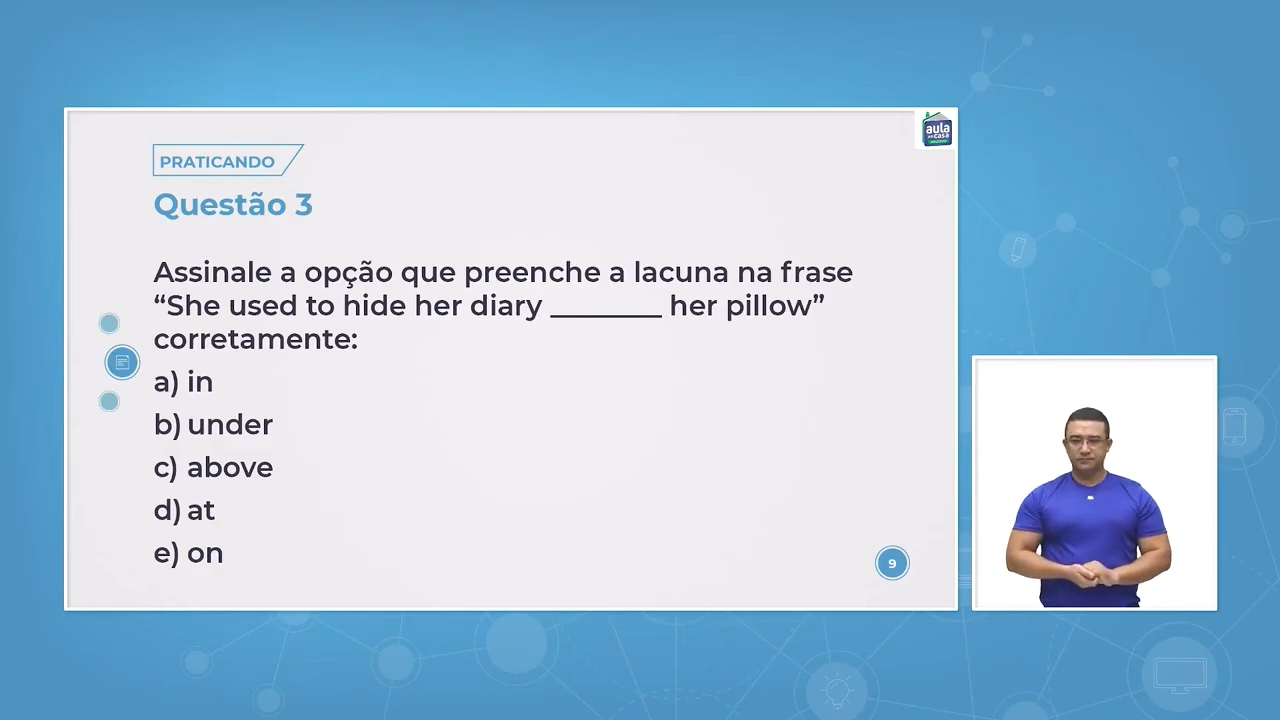 aula
em casa
PRATICANDO
Questão 3
Assinale a opção que preenche a lacuna na frase
“She used to hide her diary ________ her pillow”
corretamente:
a) in
b) under
c) above
d) at
e) on
9